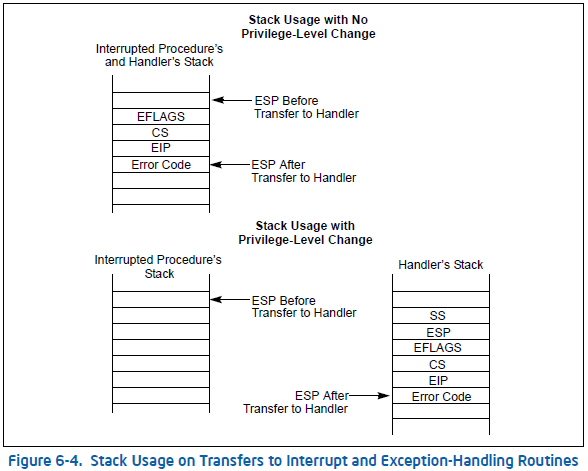 Stack Usage with No
Privilege-Level Change
Interrupted Procedure's
and Handler's Stack
ESP Before
Transfer to Handler
EFLAGS
CS
EIP
Error Code
ESP After
Transfer to Handler
Stack Usage with
Privilege-Level Change
Interrupted Procedure's
Stack
Handler's Stack
ESP Before
Transfer to Handler
SS
ESP
EFLAGS
CS
EIP
ESP After
Transfer to Handler
Error Code
Figure 6-4. Stack Usage on Transfers to Interrupt and Exception-Handling Routines